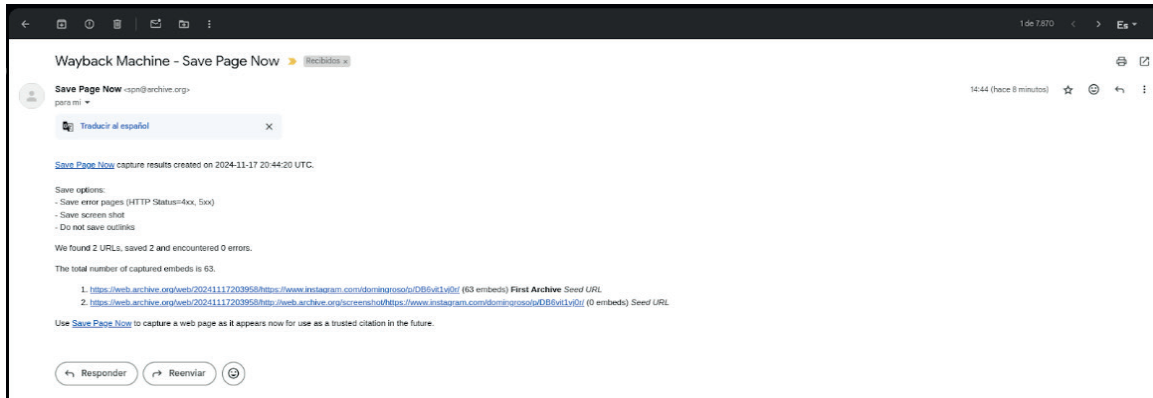 1 de 7.870
Es
Wayback Machine - Save Page Now
Recibidos x
Save Page Now <spn@archive.org>
14:44 (hace 8 minutos)
para mí
Traducir al español
Save Page Now capture results created on 2024-11-17 20:44:20 UTC.
Save options:
- Save error pages (HTTP Status=4xx, 5xx)
- Save screen shot
- Do not save outlinks
We found 2 URLs, saved 2 and encountered 0 errors.
The total number of captured embeds is 63.
1. https://web.archive.org/web/20241117203958/https://www.instagram.com/domingroso/p/DB6vit1vj0r/ (63 embeds) First Archive Seed URL
2. https://web.archive.org/web/20241117203958/http://web.archive.org/screenshot/https://www.instagram.com/domingroso/p/DB6vit1vj0r/ (0 embeds) Seed URL
Use Save Page Now to capture a web page as it appears now for use as a trusted citation in the future.
Responder
Reenviar